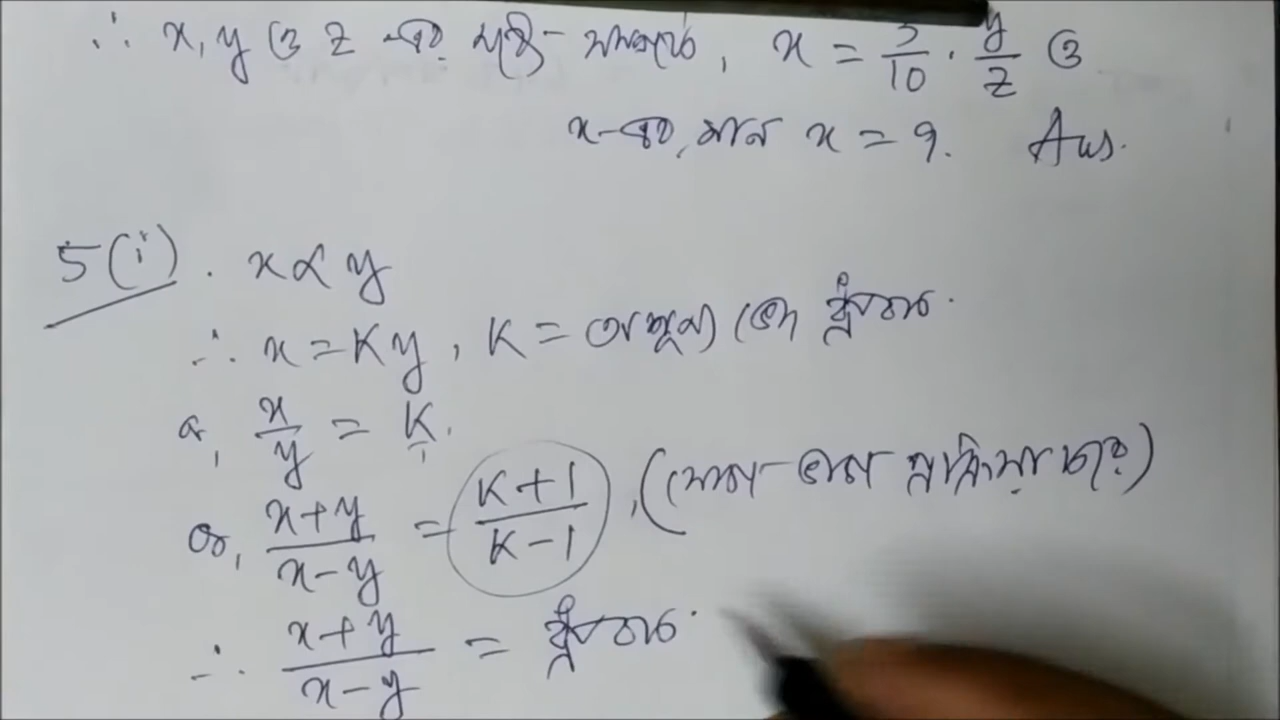 ∴ x, y ও z এর মধ্যে সম্পর্ক, x = 3/10 · y/z ও
x-এর মান x = 9. Ans.
5(i). x ∝ y
∴ x = Ky, K = অশূন্য ভেদ ধ্রুবক.
or, x/y = K.
or, (x+y)/(x-y) = (K+1)/(K-1), (যোগ-ভাগ প্রক্রিয়া করে)
∴ (x+y)/(x-y) = ধ্রুবক.